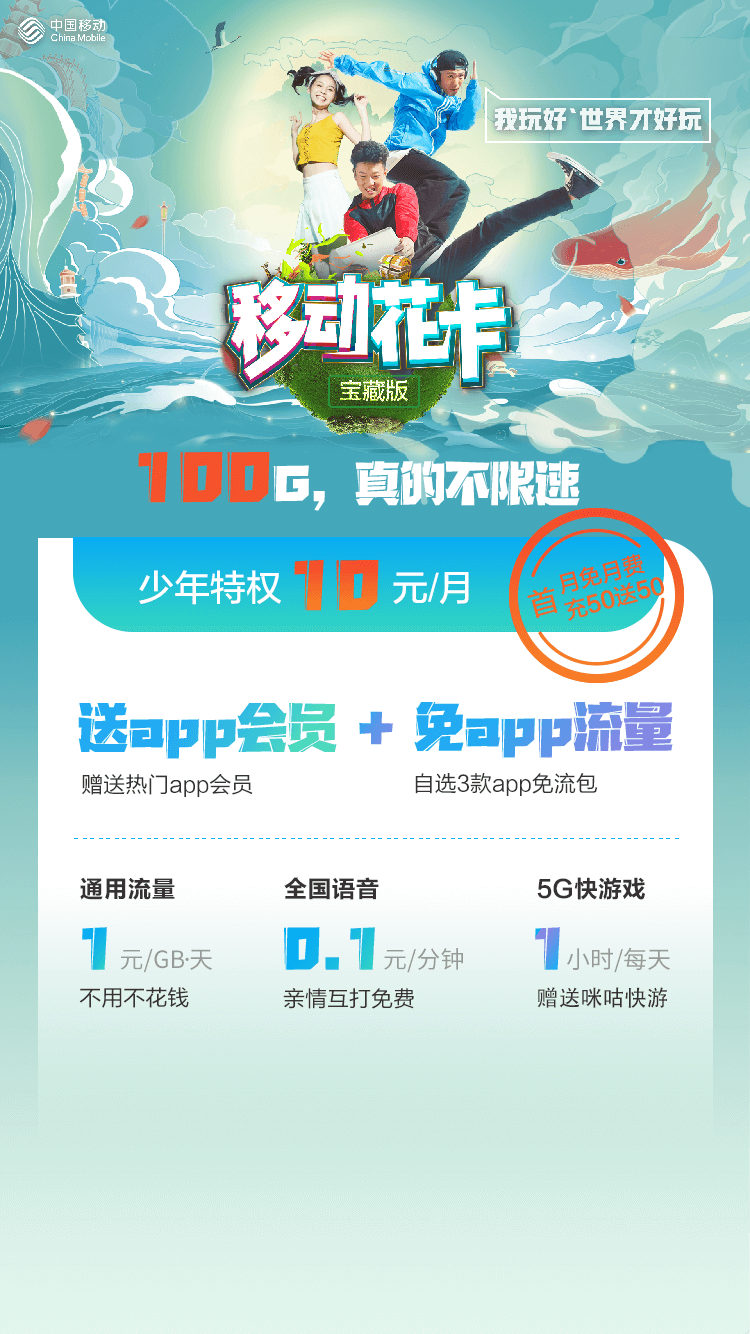 中国移动
China Mobile
我玩好`世界才好玩
移动花卡
宝藏版
100G，真的不限速
少年特权 10 元/月
首月免月费
充50送50
送app会员 + 免app流量
赠送热门app会员
自选3款app免流包
通用流量
1 元/GB·天
不用不花钱
全国语音
0.1 元/分钟
亲情互打免费
5G快游戏
1 小时/每天
赠送咪咕快游